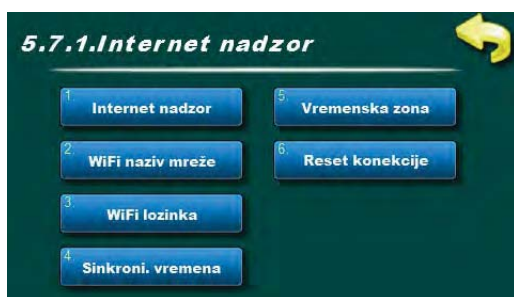 5.7.1.Internet nadzor
1. Internet nadzor
2. WiFi naziv mreže
3. WiFi lozinka
4. Sinkroni. vremena
5. Vremenska zona
6. Reset konekcije